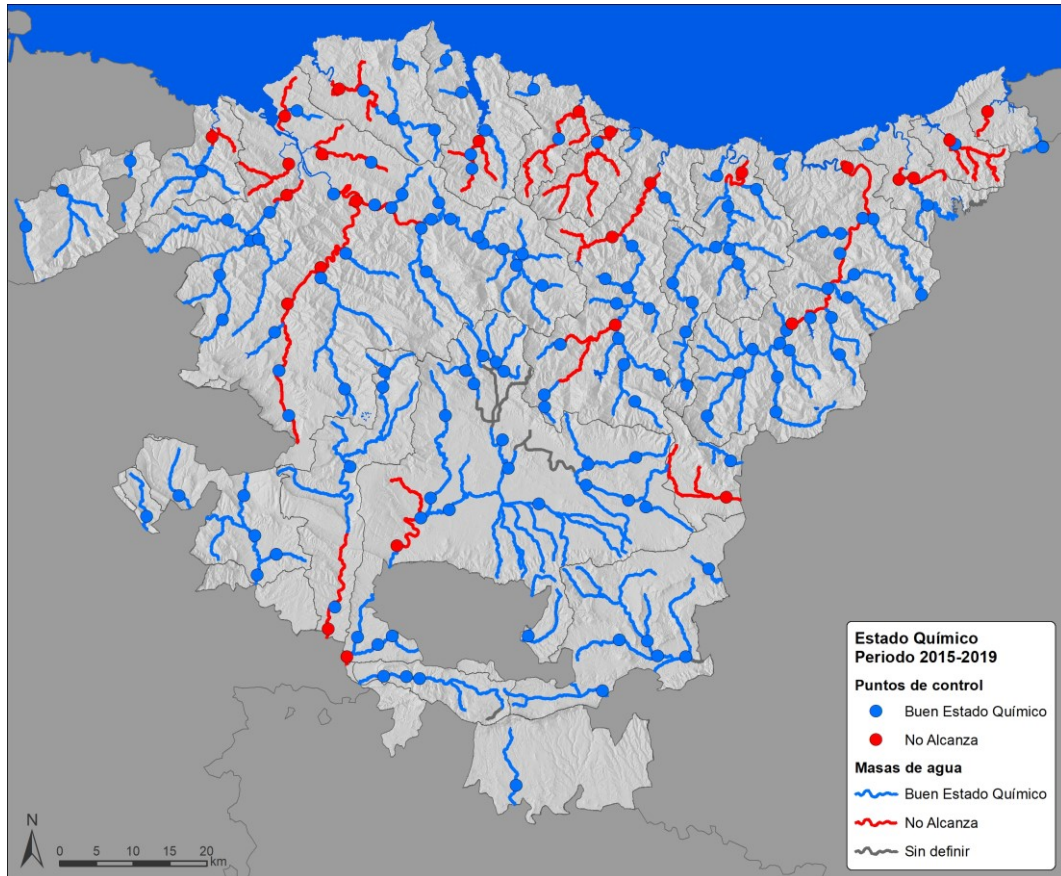 Estado Químico
Periodo 2015-2019
Puntos de control
Buen Estado Químico
No Alcanza
Masas de agua
Buen Estado Químico
No Alcanza
Sin definir
N
0 5 10 15 20
km